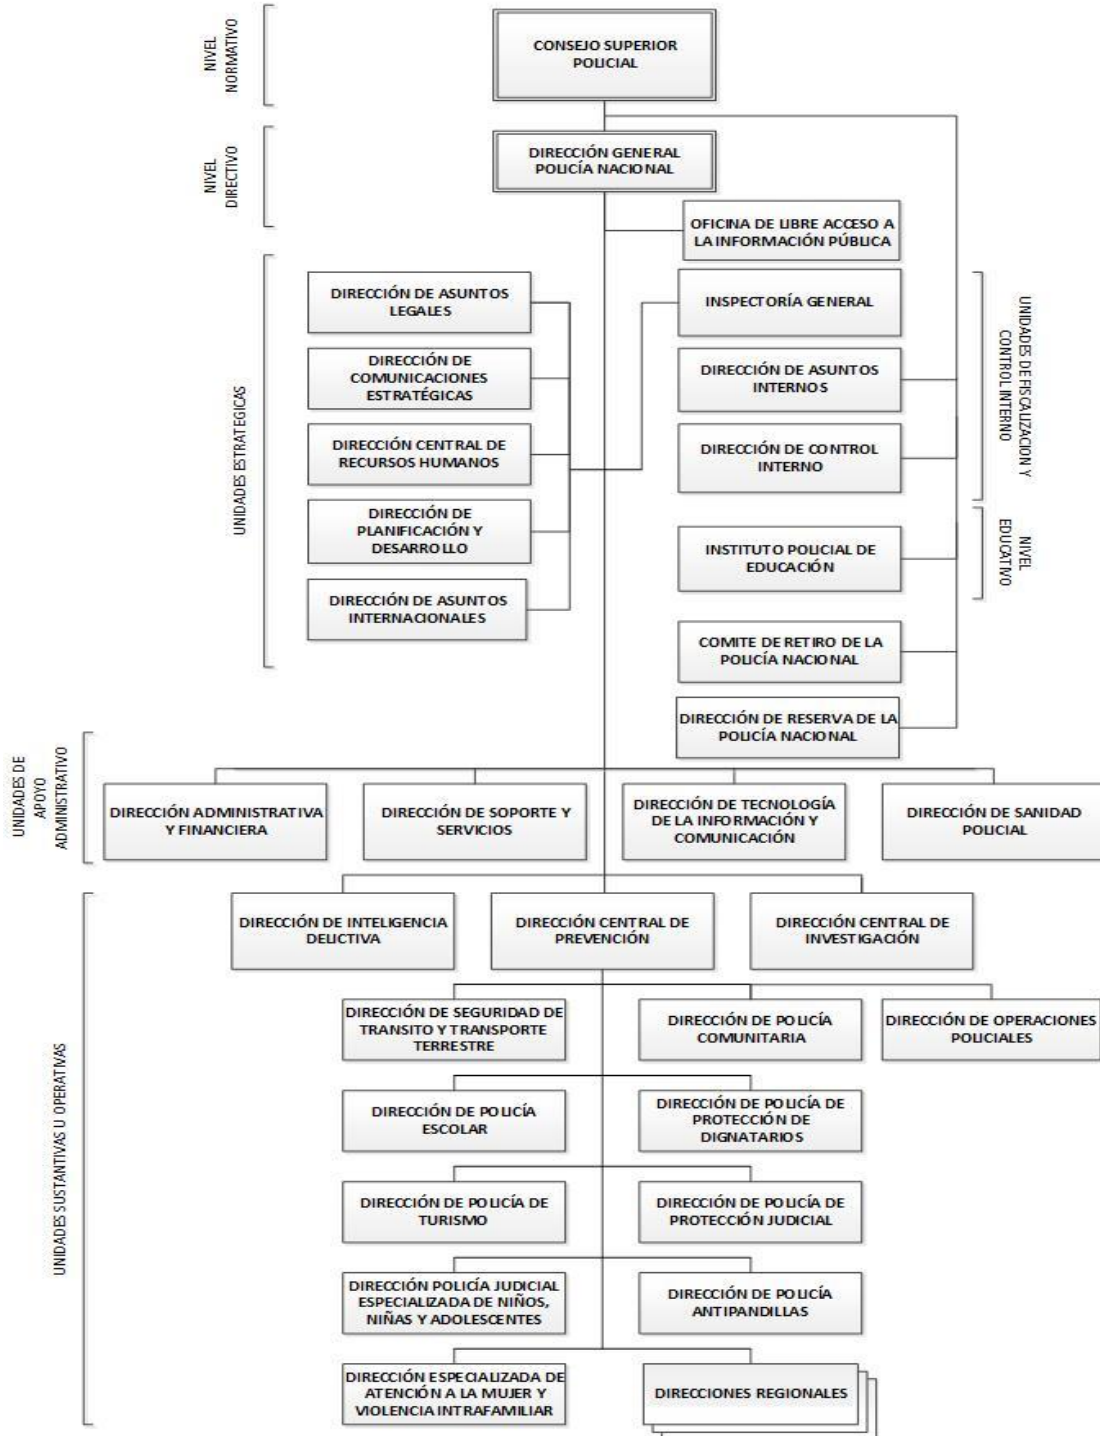 NIVEL
NORMATIVO
CONSEJO SUPERIOR
POLICIAL
NIVEL
DIRECTIVO
DIRECCIÓN GENERAL
POLICÍA NACIONAL
OFICINA DE LIBRE ACCESO A
LA INFORMACIÓN PÚBLICA
UNIDADES ESTRATEGICAS
DIRECCIÓN DE ASUNTOS
LEGALES
DIRECCIÓN DE
COMUNICACIONES
ESTRATÉGICAS
DIRECCIÓN CENTRAL DE
RECURSOS HUMANOS
DIRECCIÓN DE
PLANIFICACIÓN Y
DESARROLLO
DIRECCIÓN DE ASUNTOS
INTERNACIONALES
INSPECTORÍA GENERAL
DIRECCIÓN DE ASUNTOS
INTERNOS
DIRECCIÓN DE CONTROL
INTERNO
UNIDADES DE FISCALIZACION Y
CONTROL INTERNO
INSTITUTO POLICIAL DE
EDUCACIÓN
NIVEL
EDUCATIVO
COMITE DE RETIRO DE LA
POLICÍA NACIONAL
DIRECCIÓN DE RESERVA DE LA
POLICÍA NACIONAL
UNIDADES DE
APOYO
ADMINISTRATIVO
DIRECCIÓN ADMINISTRATIVA
Y FINANCIERA
DIRECCIÓN DE SOPORTE Y
SERVICIOS
DIRECCIÓN DE TECNOLOGÍA
DE LA INFORMACIÓN Y
COMUNICACIÓN
DIRECCIÓN DE SANIDAD
POLICIAL
UNIDADES SUSTANTIVAS U OPERATIVAS
DIRECCIÓN DE INTELIGENCIA
DELICTIVA
DIRECCIÓN CENTRAL DE
PREVENCIÓN
DIRECCIÓN CENTRAL DE
INVESTIGACIÓN
DIRECCIÓN DE SEGURIDAD DE
TRANSITO Y TRANSPORTE
TERRESTRE
DIRECCIÓN DE POLICÍA
COMUNITARIA
DIRECCIÓN DE OPERACIONES
POLICIALES
DIRECCIÓN DE POLICÍA
ESCOLAR
DIRECCIÓN DE POLICÍA DE
PROTECCIÓN DE
DIGNATARIOS
DIRECCIÓN DE POLICÍA DE
TURISMO
DIRECCIÓN DE POLICÍA DE
PROTECCIÓN JUDICIAL
DIRECCIÓN POLICÍA JUDICIAL
ESPECIALIZADA DE NIÑOS,
NIÑAS Y ADOLESCENTES
DIRECCIÓN DE POLICÍA
ANTIPANDILLAS
DIRECCIÓN ESPECIALIZADA DE
ATENCIÓN A LA MUJER Y
VIOLENCIA INTRAFAMILIAR
DIRECCIONES REGIONALES